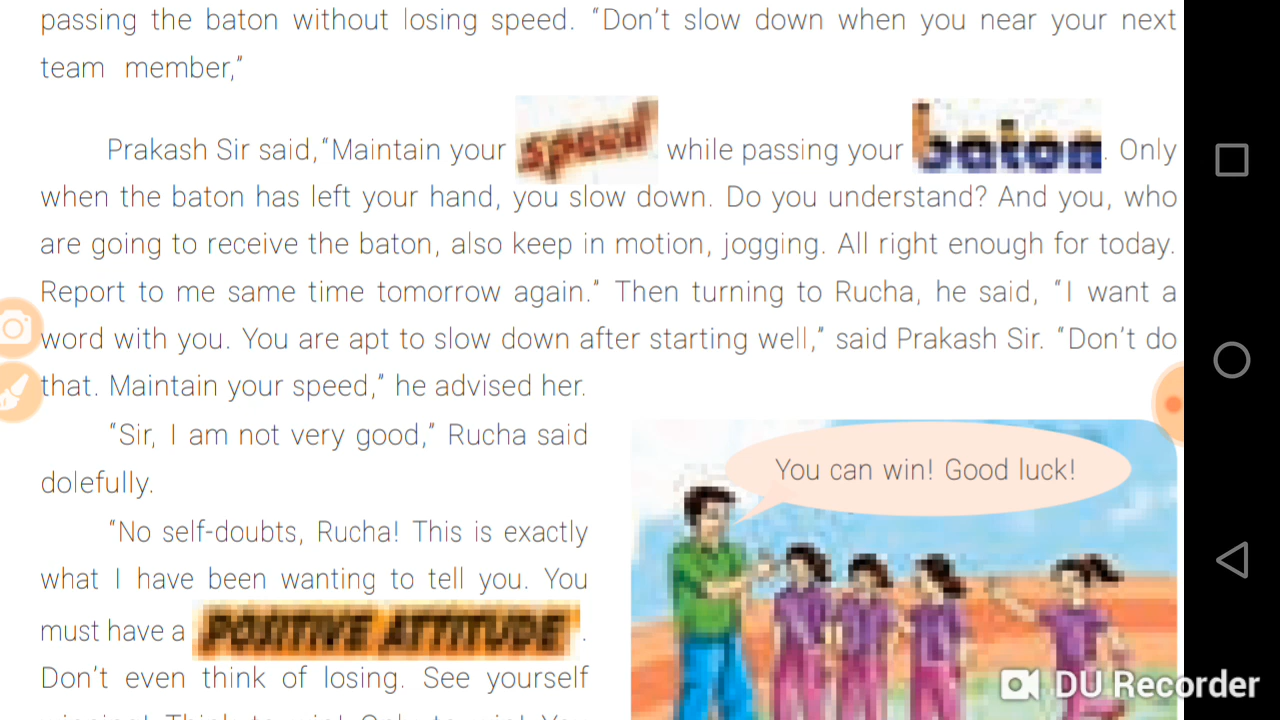 passing the baton without losing speed. “Don’t slow down when you near your next
team member,”
Prakash Sir said,“Maintain your speed while passing your baton. Only
when the baton has left your hand, you slow down. Do you understand? And you, who
are going to receive the baton, also keep in motion, jogging. All right enough for today.
Report to me same time tomorrow again.” Then turning to Rucha, he said, “I want a
word with you. You are apt to slow down after starting well,” said Prakash Sir. “Don’t do
that. Maintain your speed,” he advised her.
“Sir, I am not very good,” Rucha said
dolefully.
“No self-doubts, Rucha! This is exactly
what I have been wanting to tell you. You
must have a POSITIVE ATTITUDE.
Don’t even think of losing. See yourself
You can win! Good luck!
DU Recorder